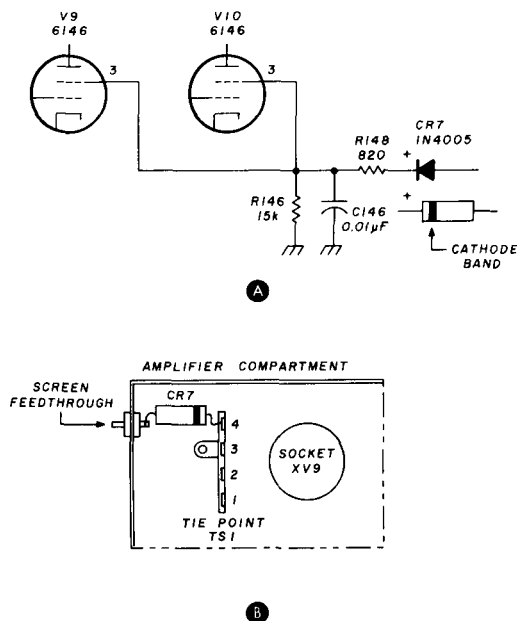 V9
6146
V10
6146
3
3
R148
820
CR7
1N4005
+
R146
15k
C146
0.01µF
+
CATHODE
BAND
A
AMPLIFIER COMPARTMENT
SCREEN
FEEDTHROUGH
CR7
4
3
2
1
SOCKET
XV9
TIE POINT
TS1
B